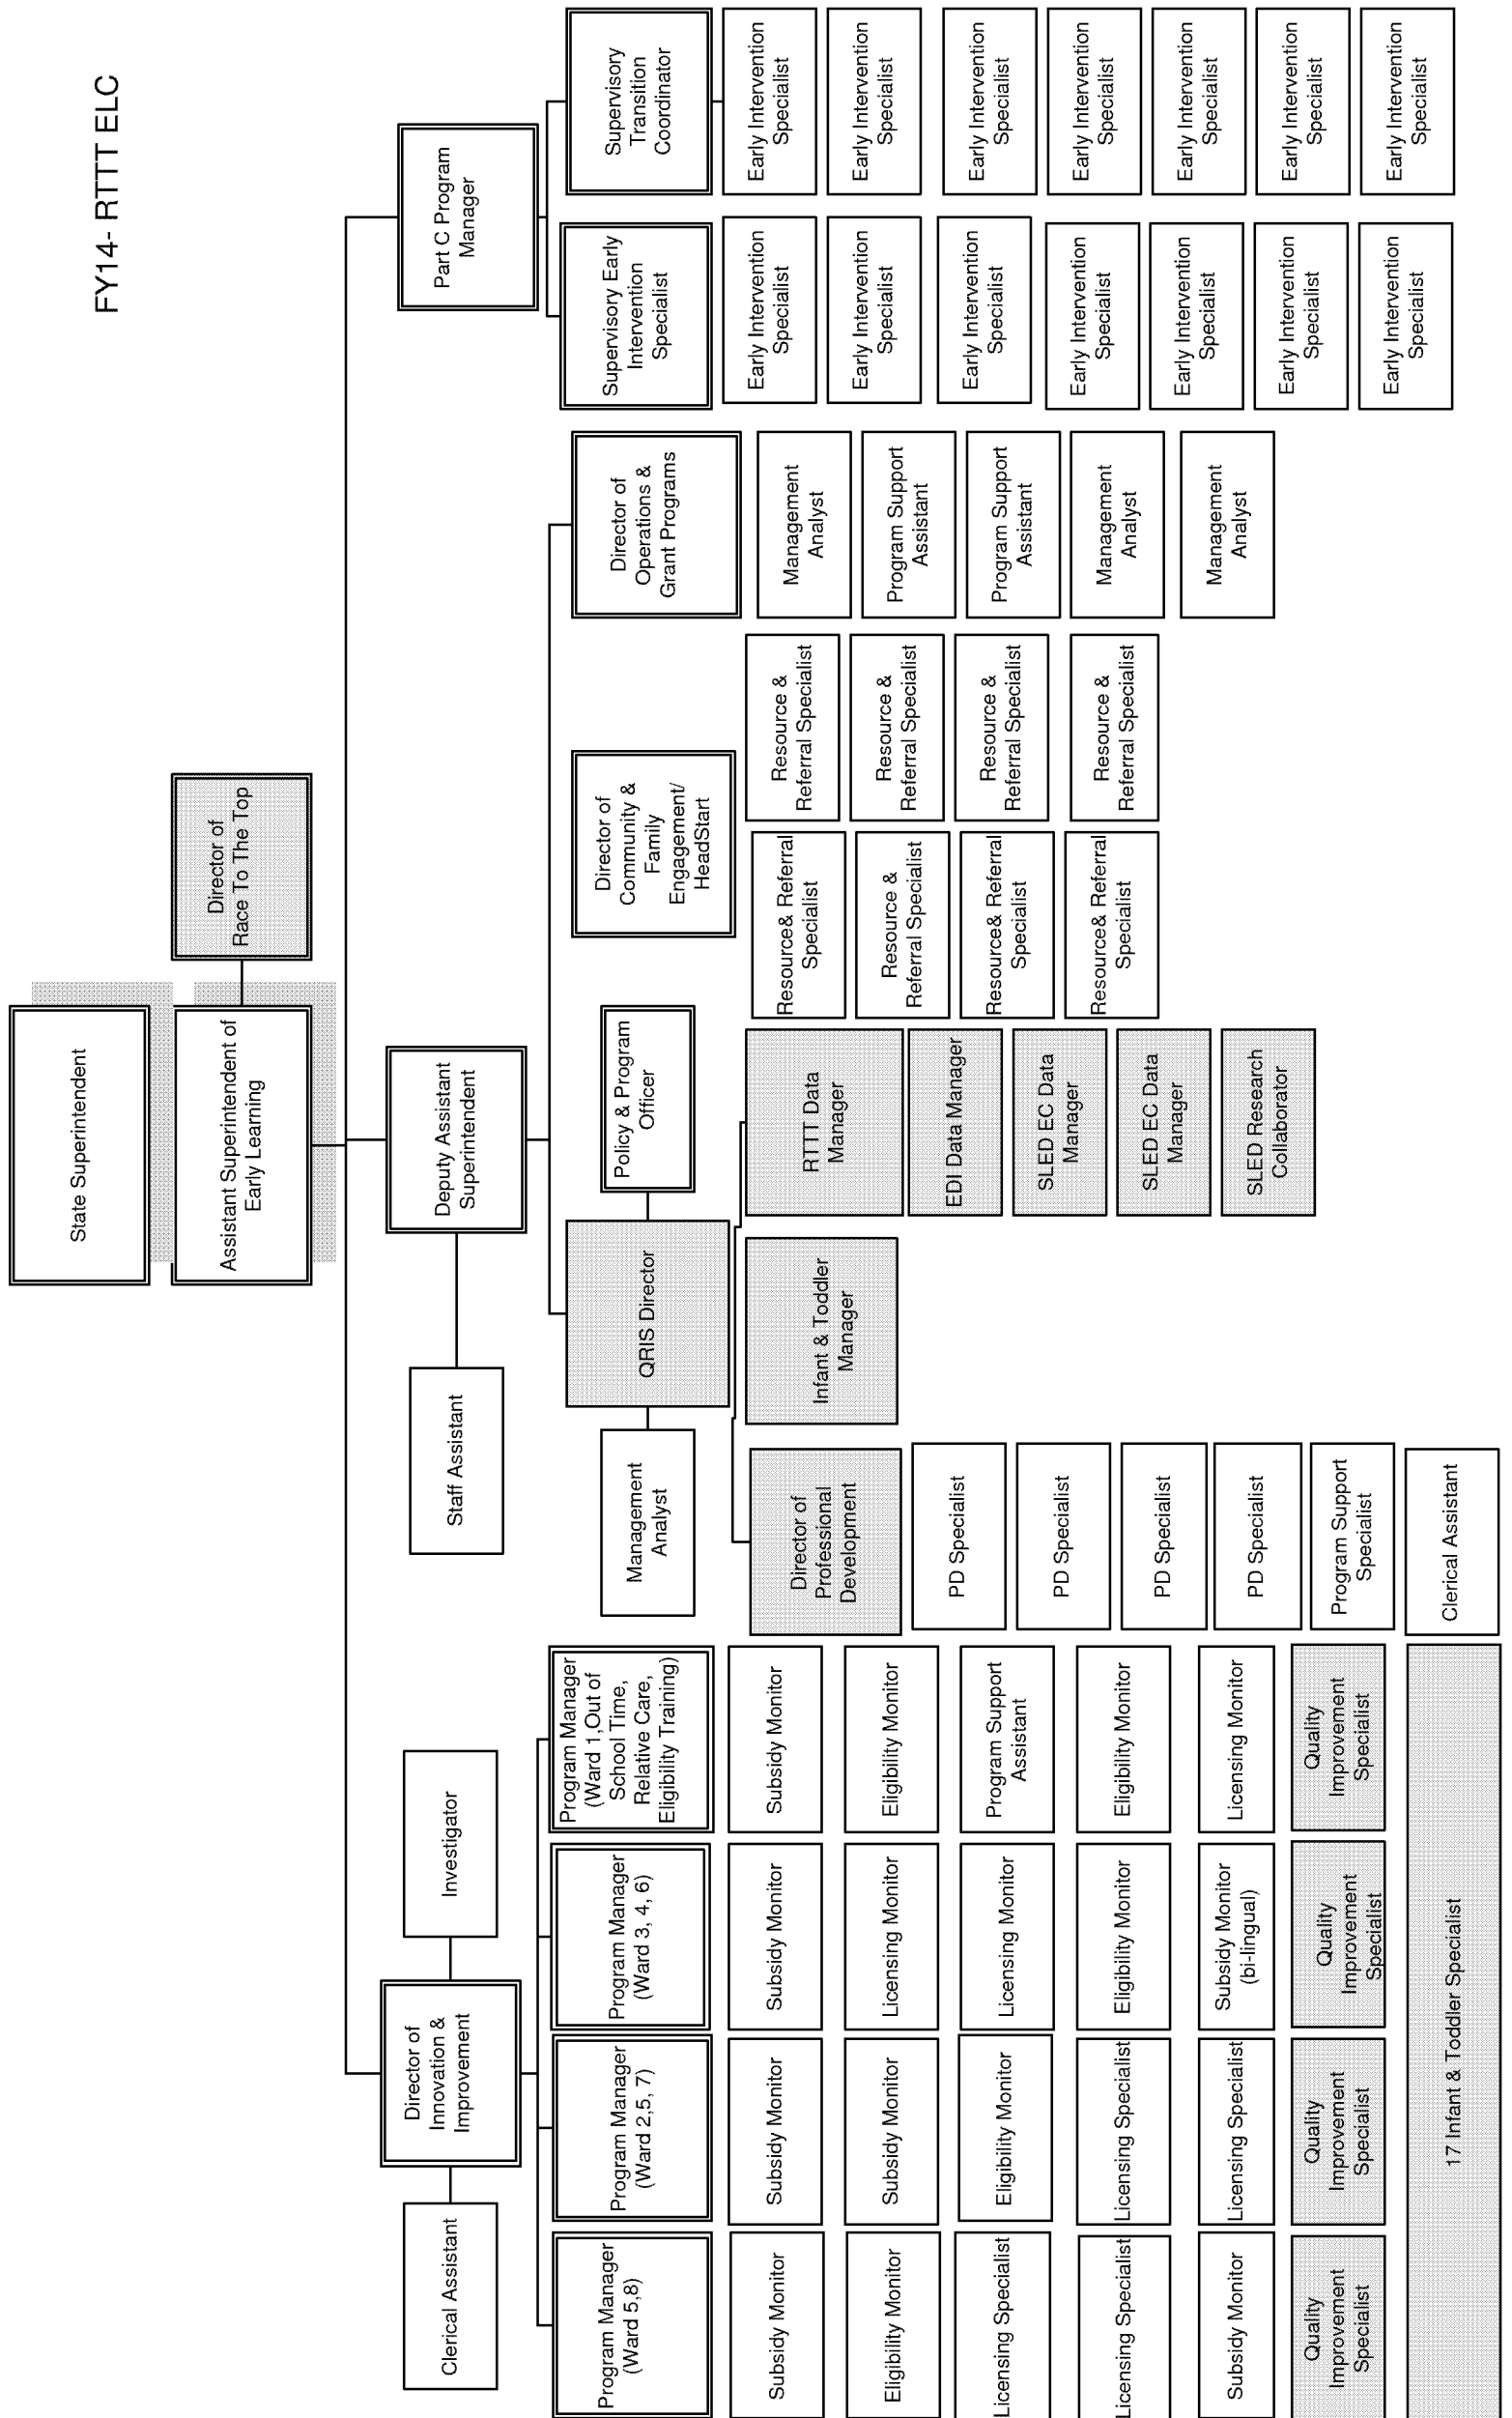 FY14- RTTT ELC
State Superintendent
Assistant Superintendent of
Early Learning
Director of
Race To The Top
Director of
Innovation &
Improvement
Clerical Assistant
Investigator
Deputy Assistant
Superintendent
Staff Assistant
Part C Program
Manager
Program Manager
(Ward 5,8)
Subsidy Monitor
Eligibility Monitor
Licensing Specialist
Licensing Specialist
Subsidy Monitor
Quality
Improvement
Specialist
Program Manager
(Ward 2,5, 7)
Subsidy Monitor
Subsidy Monitor
Eligibility Monitor
Licensing Specialist
Licensing Specialist
Quality
Improvement
Specialist
Program Manager
(Ward 3, 4, 6)
Subsidy Monitor
Licensing Monitor
Licensing Monitor
Eligibility Monitor
Subsidy Monitor
(bi-lingual)
Quality
Improvement
Specialist
Program Manager
(Ward 1,Out of
School Time,
Relative Care,
Eligibility Training)
Subsidy Monitor
Eligibility Monitor
Program Support
Assistant
Eligibility Monitor
Licensing Monitor
Quality
Improvement
Specialist
17 Infant & Toddler Specialist
Management
Analyst
QRIS Director
Policy & Program
Officer
Director of
Professional
Development
PD Specialist
PD Specialist
PD Specialist
PD Specialist
Program Support
Specialist
Clerical Assistant
Infant & Toddler
Manager
RTTT Data
Manager
EDI Data Manager
SLED EC Data
Manager
SLED EC Data
Manager
SLED Research
Collaborator
Director of
Community &
Family
Engagement/
HeadStart
Resource& Referral
Specialist
Resource &
Referral Specialist
Resource& Referral
Specialist
Resource& Referral
Specialist
Resource &
Referral Specialist
Resource &
Referral Specialist
Resource &
Referral Specialist
Resource &
Referral Specialist
Director of
Operations &
Grant Programs
Management
Analyst
Program Support
Assistant
Program Support
Assistant
Management
Analyst
Management
Analyst
Supervisory Early
Intervention
Specialist
Early Intervention
Specialist
Early Intervention
Specialist
Early Intervention
Specialist
Early Intervention
Specialist
Early Intervention
Specialist
Early Intervention
Specialist
Early Intervention
Specialist
Supervisory
Transition
Coordinator
Early Intervention
Specialist
Early Intervention
Specialist
Early Intervention
Specialist
Early Intervention
Specialist
Early Intervention
Specialist
Early Intervention
Specialist
Early Intervention
Specialist